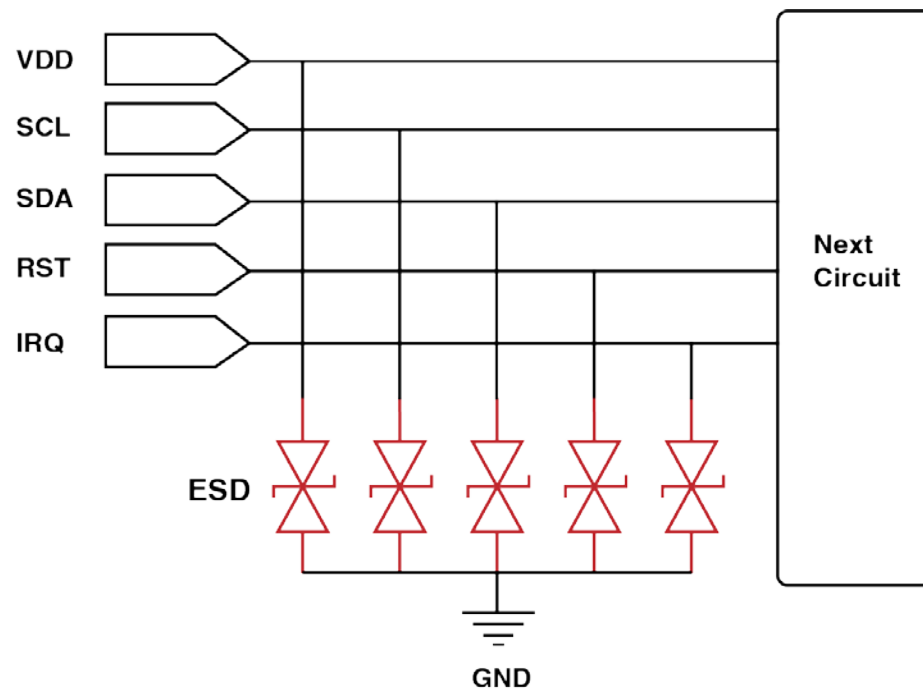 VDD
SCL
SDA
RST
IRQ
Next
Circuit
ESD
GND